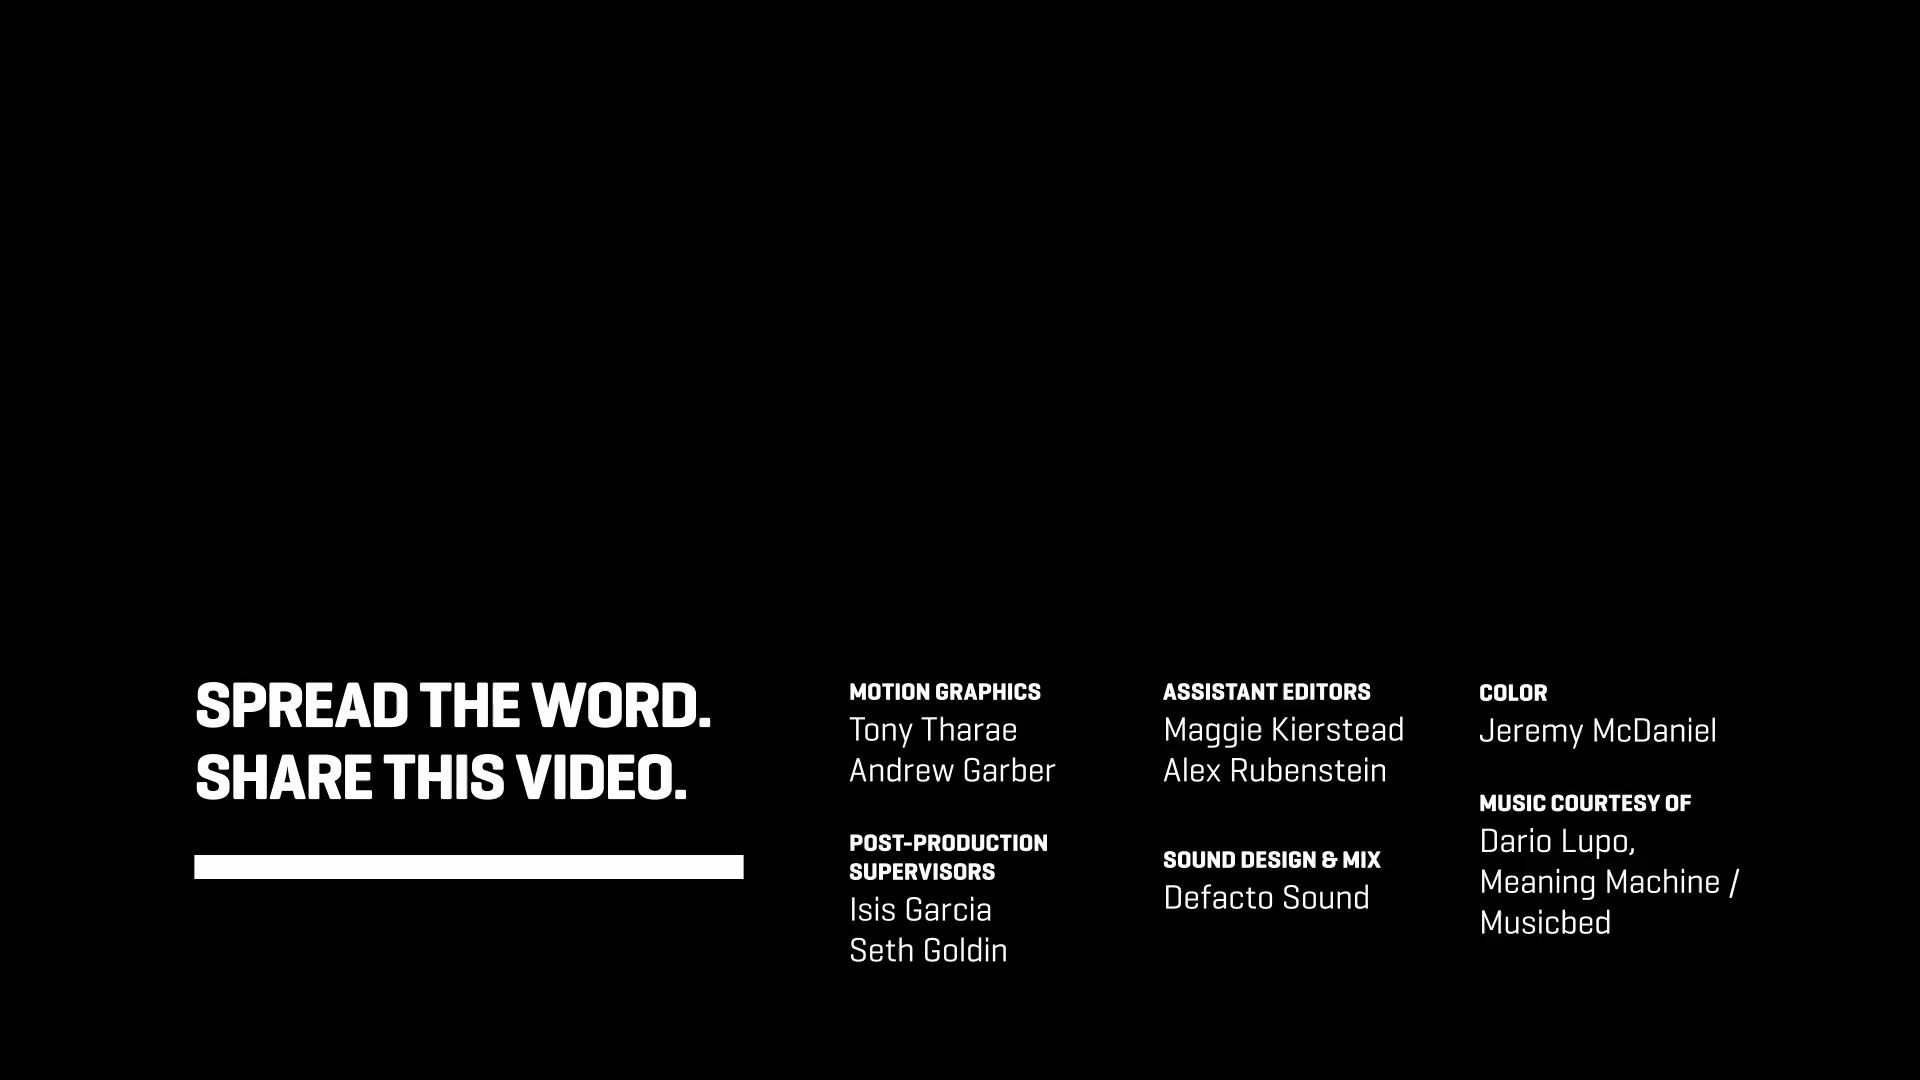 SPREAD THE WORD.
SHARE THIS VIDEO.
MOTION GRAPHICS
Tony Tharae
Andrew Garber
POST-PRODUCTION
SUPERVISORS
Isis Garcia
Seth Goldin
ASSISTANT EDITORS
Maggie Kierstead
Alex Rubenstein
SOUND DESIGN & MIX
Defacto Sound
COLOR
Jeremy McDaniel
MUSIC COURTESY OF
Dario Lupo,
Meaning Machine /
Musicbed